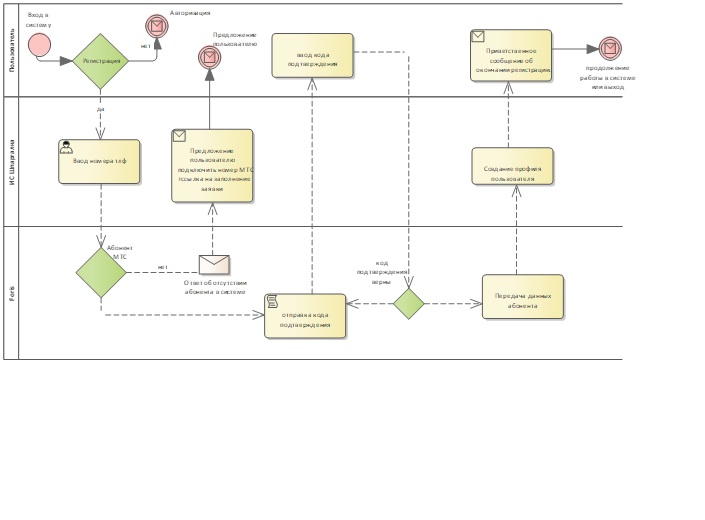 Пользователь
Вход в
систему
Регистрация
нет
Авторизация
Предложение
пользователю
ввод кода
подтверждения
Приветственное
сообщение об
окончании регистрации
продолжение
работы в системе
или выход
да
ИС Шпаргалка
Ввод номера тлф
Предложение
пользователю
подключить номер МТС
(ссылка на заполнение
заявки
Создание профиля
пользователя
Foris
Абонент
МТС
нет
Ответ об отсутствии
абонента в системе
отправка кода
подтверждения
код
подтверждения
верны
Передача данных
абонента